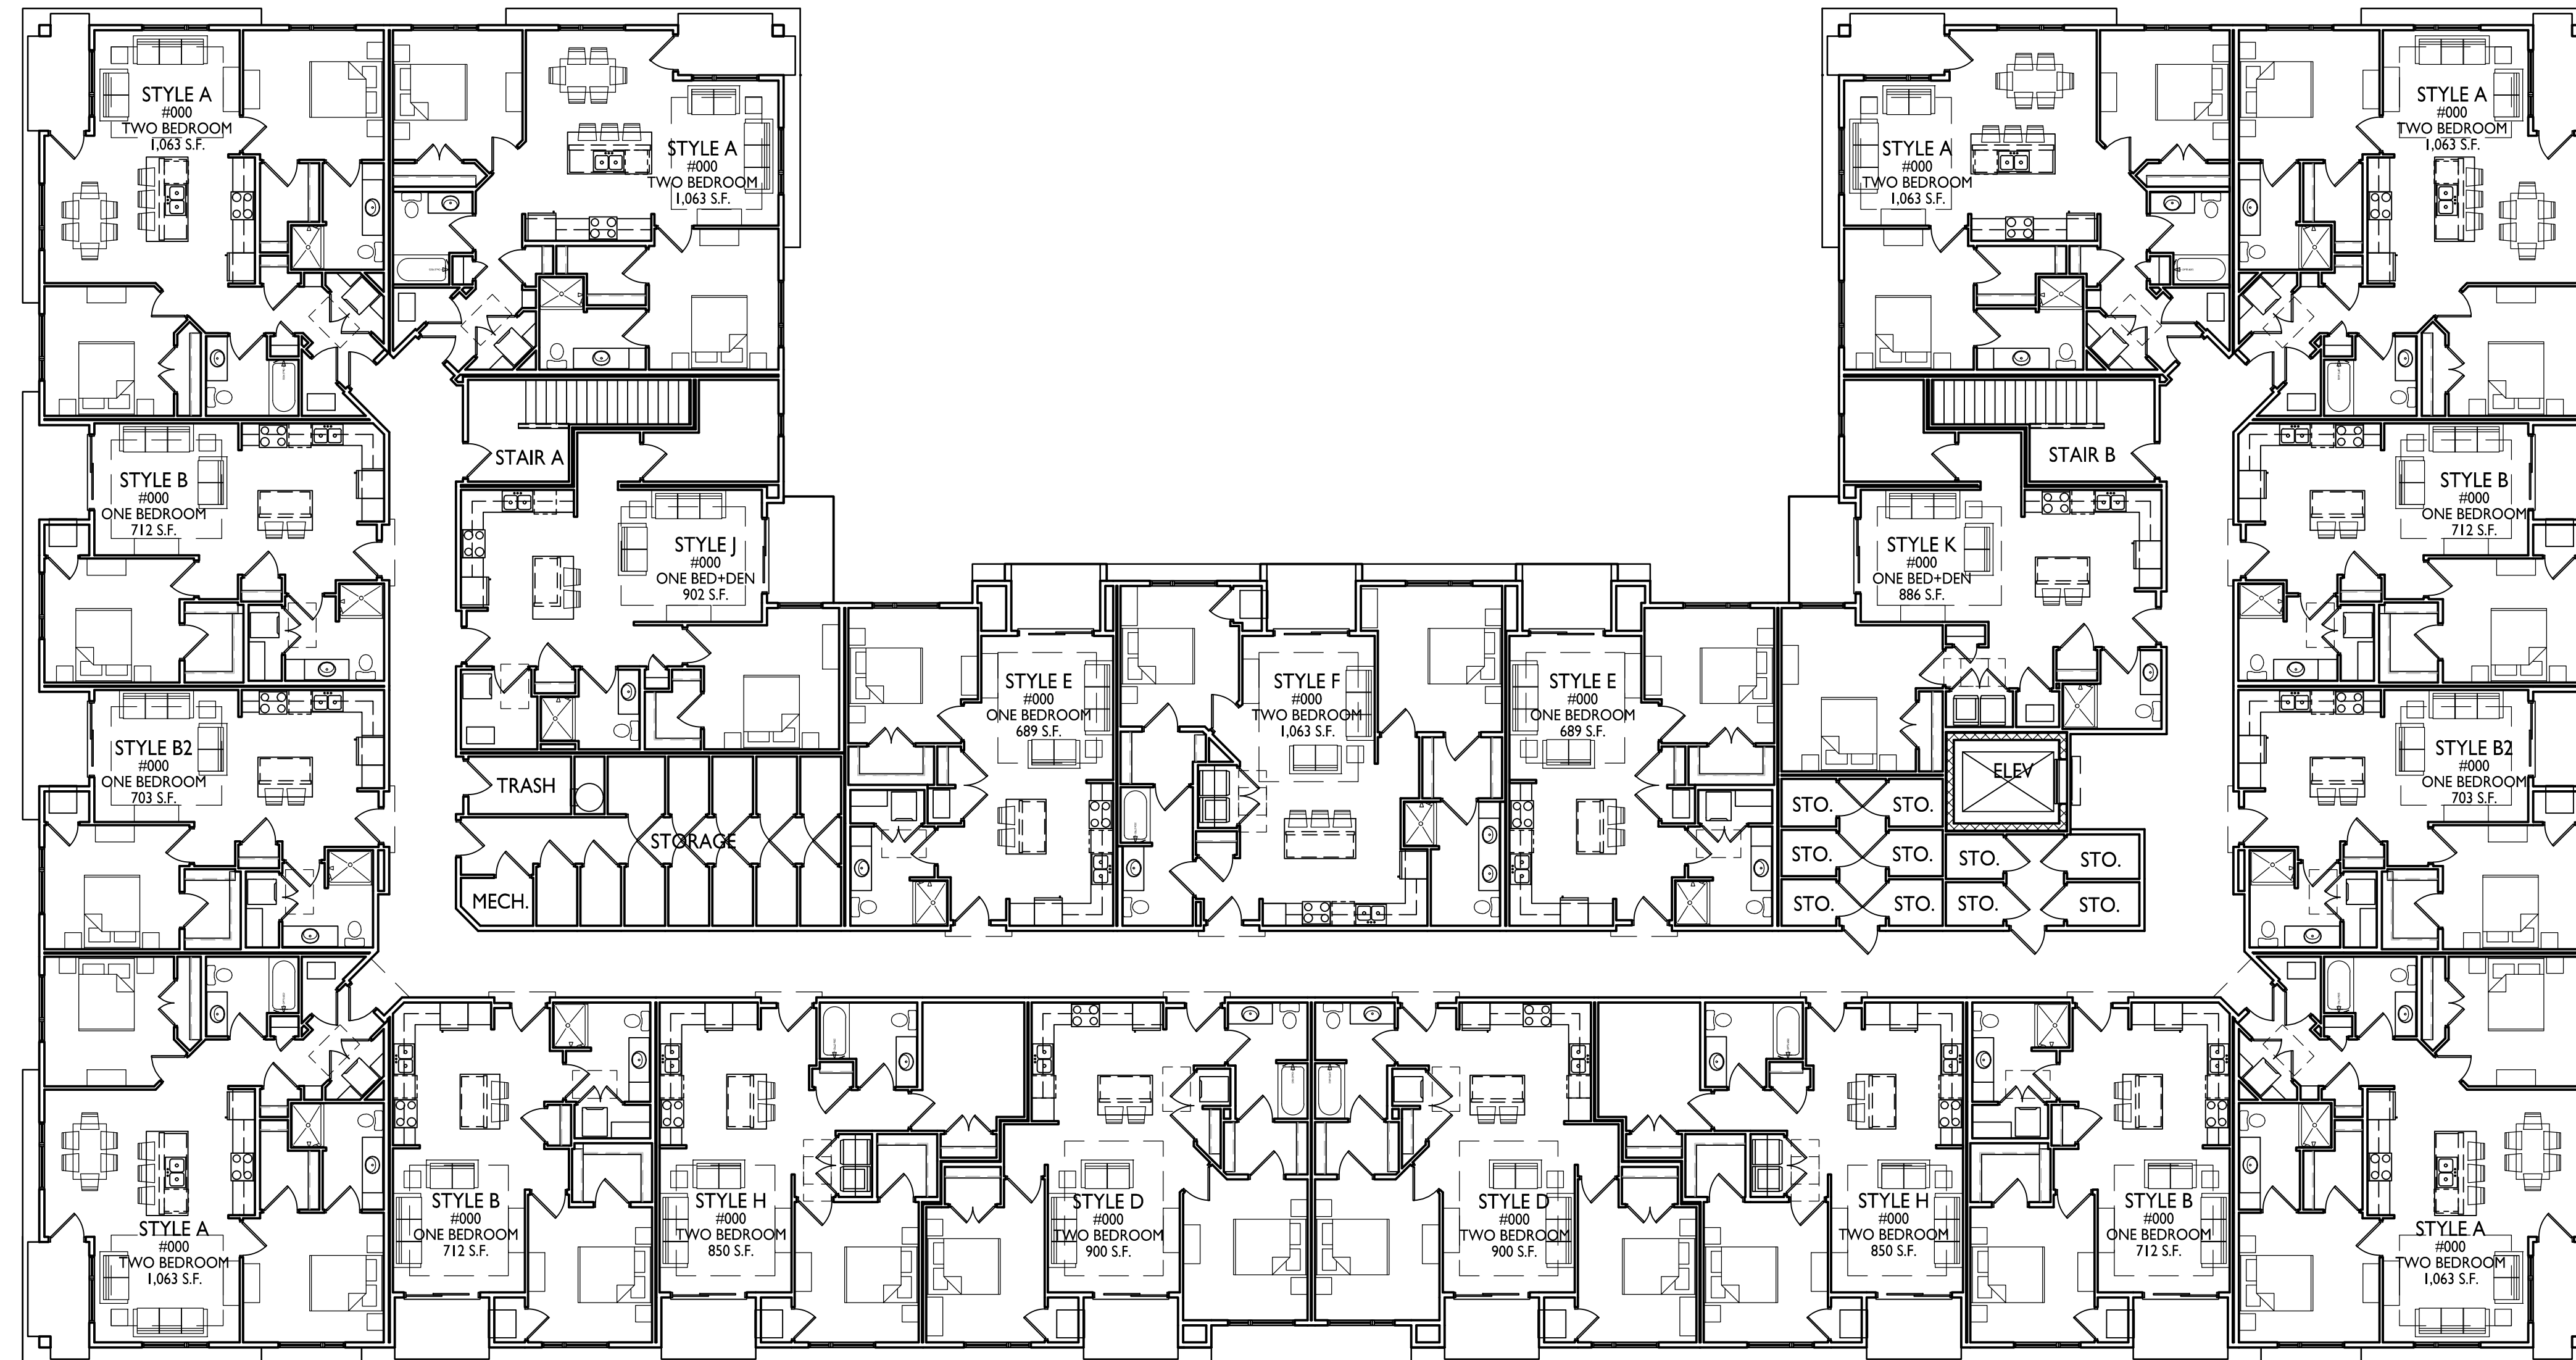 STYLE A
#000
TWO BEDROOM
1,063 S.F.
STYLE A
#000
TWO BEDROOM
1,063 S.F.
STYLE A
#000
TWO BEDROOM
1,063 S.F.
STYLE A
#000
TWO BEDROOM
1,063 S.F.
STAIR A
STAIR B
STYLE B
#000
ONE BEDROOM
712 S.F.
STYLE J
#000
ONE BED+DEN
902 S.F.
STYLE K
#000
ONE BED+DEN
886 S.F.
STYLE B
#000
ONE BEDROOM
712 S.F.
STYLE B2
#000
ONE BEDROOM
703 S.F.
STYLE E
#000
ONE BEDROOM
689 S.F.
STYLE F
#000
TWO BEDROOM
1,063 S.F.
STYLE E
#000
ONE BEDROOM
689 S.F.
STYLE B2
#000
ONE BEDROOM
703 S.F.
TRASH
STORAGE
MECH.
ELEV
STO.
STO.
STO.
STO.
STO.
STO.
STO.
STO.
STO.
STO.
STYLE A
#000
TWO BEDROOM
1,063 S.F.
STYLE B
#000
ONE BEDROOM
712 S.F.
STYLE H
#000
TWO BEDROOM
850 S.F.
STYLE D
#000
TWO BEDROOM
900 S.F.
STYLE D
#000
TWO BEDROOM
900 S.F.
STYLE H
#000
TWO BEDROOM
850 S.F.
STYLE B
#000
ONE BEDROOM
712 S.F.
STYLE A
#000
TWO BEDROOM
1,063 S.F.